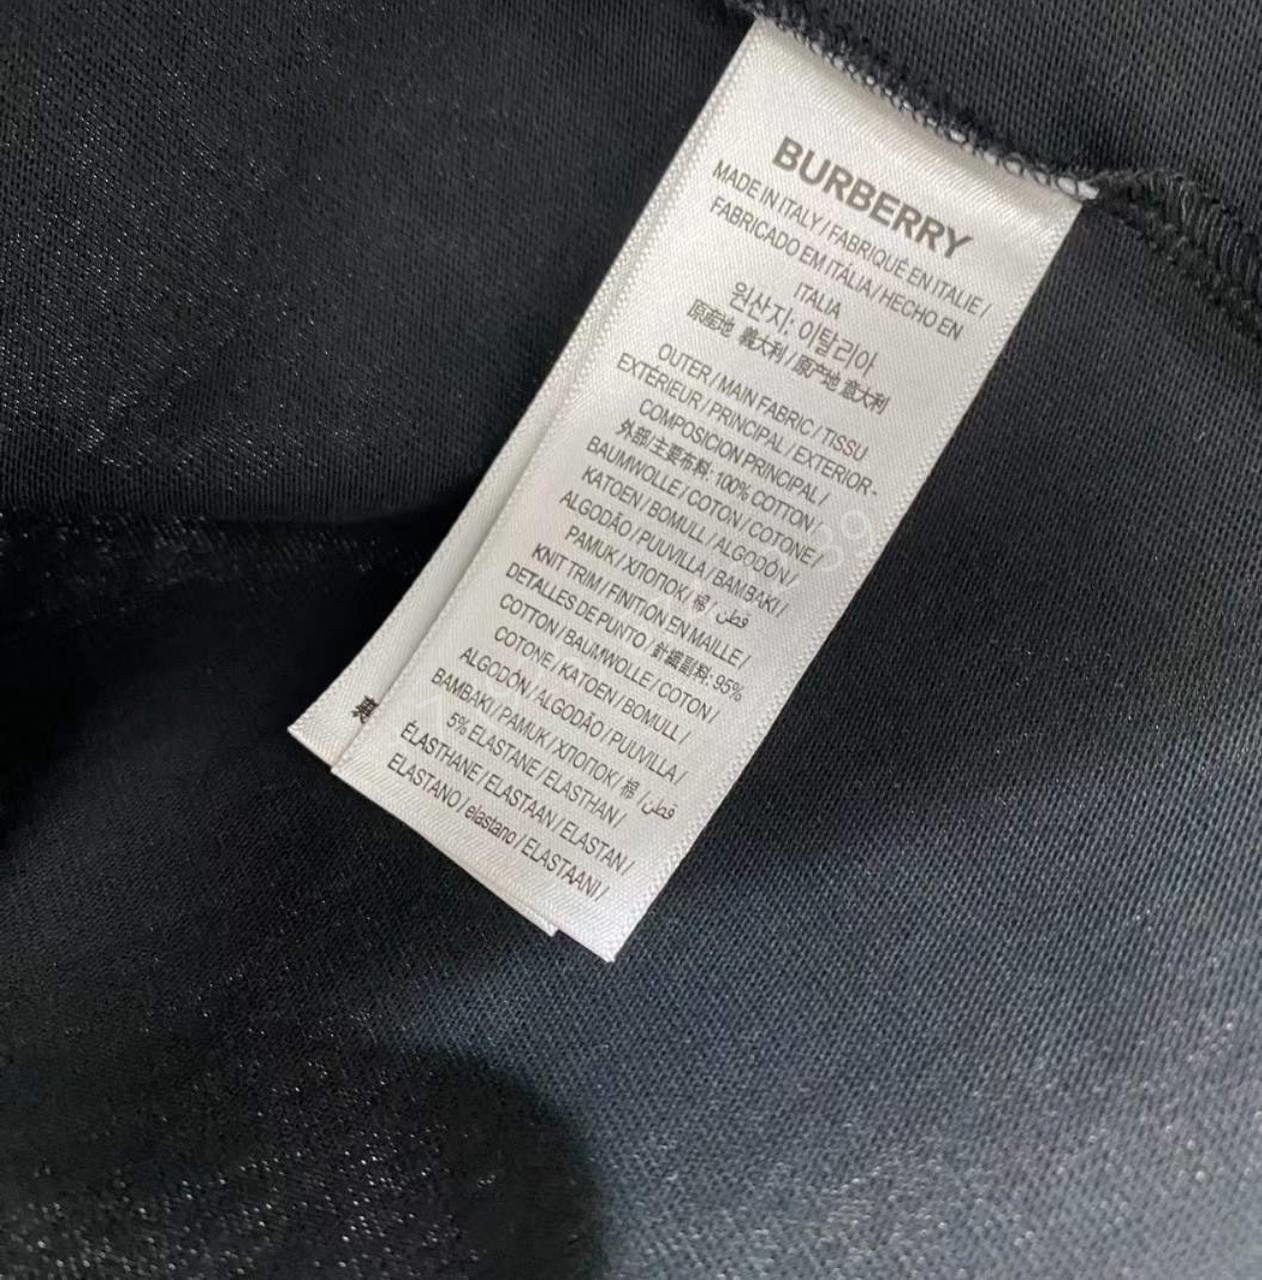 BURBERRY
MADE IN ITALY / FABRIQUÉ EN ITALIE /
FABRICADO EM ITÁLIA / HECHO EN
ITALIA
원산지: 이탈리아
原産地 義大利 / 原产地 意大利
OUTER / MAIN FABRIC / TISSU
EXTÉRIEUR / PRINCIPAL / EXTERIOR-
COMPOSICION PRINCIPAL /
外部/主要布料: 100% COTTON /
BAUMWOLLE / COTON / COTONE /
KATOEN / BOMULL / ALGODÓN /
ALGODÃO / PUUVILLA / BAMBAKI /
PAMUK / ХЛОПОК / 棉 / قطن
KNIT TRIM / FINITION EN MAILLE /
DETALLES DE PUNTO / 針織副料: 95%
COTTON / BAUMWOLLE / COTON /
COTONE / KATOEN / BOMULL /
ALGODÓN / ALGODÃO / PUUVILLA /
BAMBAKI / PAMUK / ХЛОПОК / 棉 / قطن
5% ELASTANE / ELASTHAN /
ÉLASTHANE / ELASTAAN / ELASTAN /
ELASTANO / elastano / ELASTAANI /